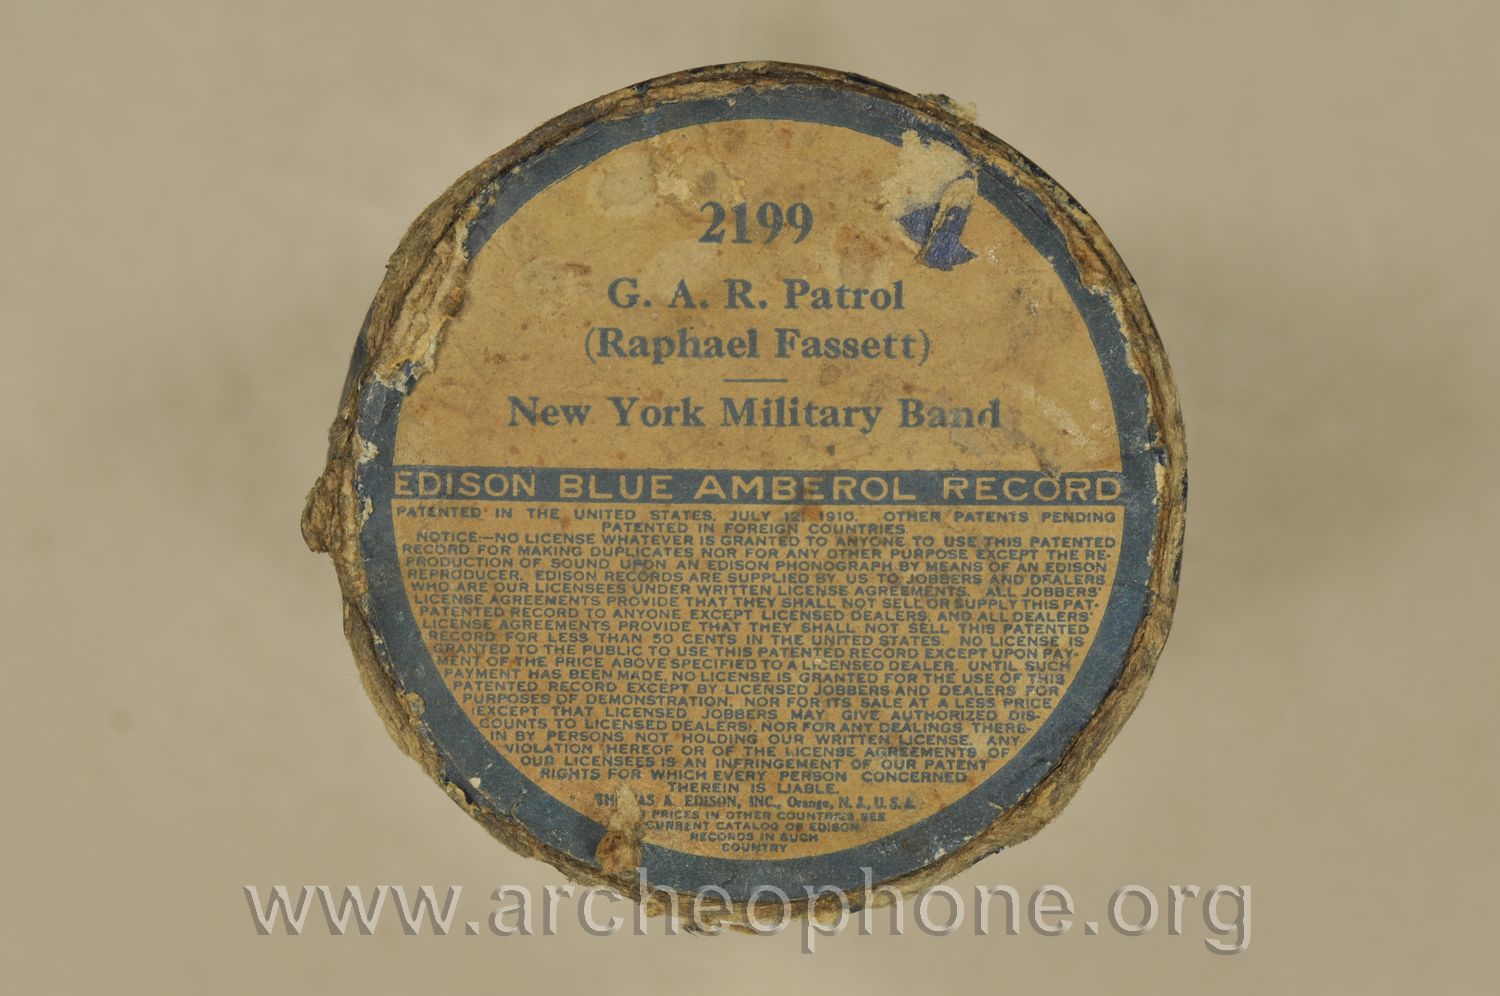 2199
G. A. R. Patrol
(Raphael Fassett)
New York Military Band
EDISON BLUE AMBEROL RECORD
PATENTED IN THE UNITED STATES, JULY 12, 1910. OTHER PATENTS PENDING
PATENTED IN FOREIGN COUNTRIES.
NOTICE:—NO LICENSE WHATEVER IS GRANTED TO ANYONE TO USE THIS PATENTED
RECORD FOR MAKING DUPLICATES NOR FOR ANY OTHER PURPOSE EXCEPT THE RE-
PRODUCTION OF SOUND UPON AN EDISON PHONOGRAPH BY MEANS OF AN EDISON
REPRODUCER. EDISON RECORDS ARE SUPPLIED BY US TO JOBBERS AND DEALERS
WHO ARE OUR LICENSEES UNDER WRITTEN LICENSE AGREEMENTS. ALL JOBBERS'
LICENSE AGREEMENTS PROVIDE THAT THEY SHALL NOT SELL OR SUPPLY THIS PAT-
PATENTED RECORD TO ANYONE EXCEPT LICENSED DEALERS, AND ALL DEALERS'
LICENSE AGREEMENTS PROVIDE THAT THEY SHALL NOT SELL THIS PATENTED
RECORD FOR LESS THAN 50 CENTS IN THE UNITED STATES. NO LICENSE IS
GRANTED TO THE PUBLIC TO USE THIS PATENTED RECORD EXCEPT UPON PAY-
MENT OF THE PRICE ABOVE SPECIFIED TO A LICENSED DEALER. UNTIL SUCH
PAYMENT HAS BEEN MADE, NO LICENSE IS GRANTED FOR THE USE OF THIS
PATENTED RECORD EXCEPT BY LICENSED JOBBERS AND DEALERS FOR
PURPOSES OF DEMONSTRATION, NOR FOR ITS SALE AT A LESS PRICE
(EXCEPT THAT LICENSED JOBBERS MAY GIVE AUTHORIZED DIS-
COUNTS TO LICENSED DEALERS), NOR FOR ANY DEALINGS THERE-
IN BY PERSONS NOT HOLDING OUR WRITTEN LICENSE. ANY
VIOLATION HEREOF OR OF THE LICENSE AGREEMENTS OF
OUR LICENSEES IS AN INFRINGEMENT OF OUR PATENT
RIGHTS FOR WHICH EVERY PERSON CONCERNED
THEREIN IS LIABLE.
A. EDISON, INC., Orange, N. J., U. S. A.
PRICES IN OTHER COUNTRIES SEE
CURRENT CATALOG OF EDISON
RECORDS IN SUCH
COUNTRY
www.archeophone.org